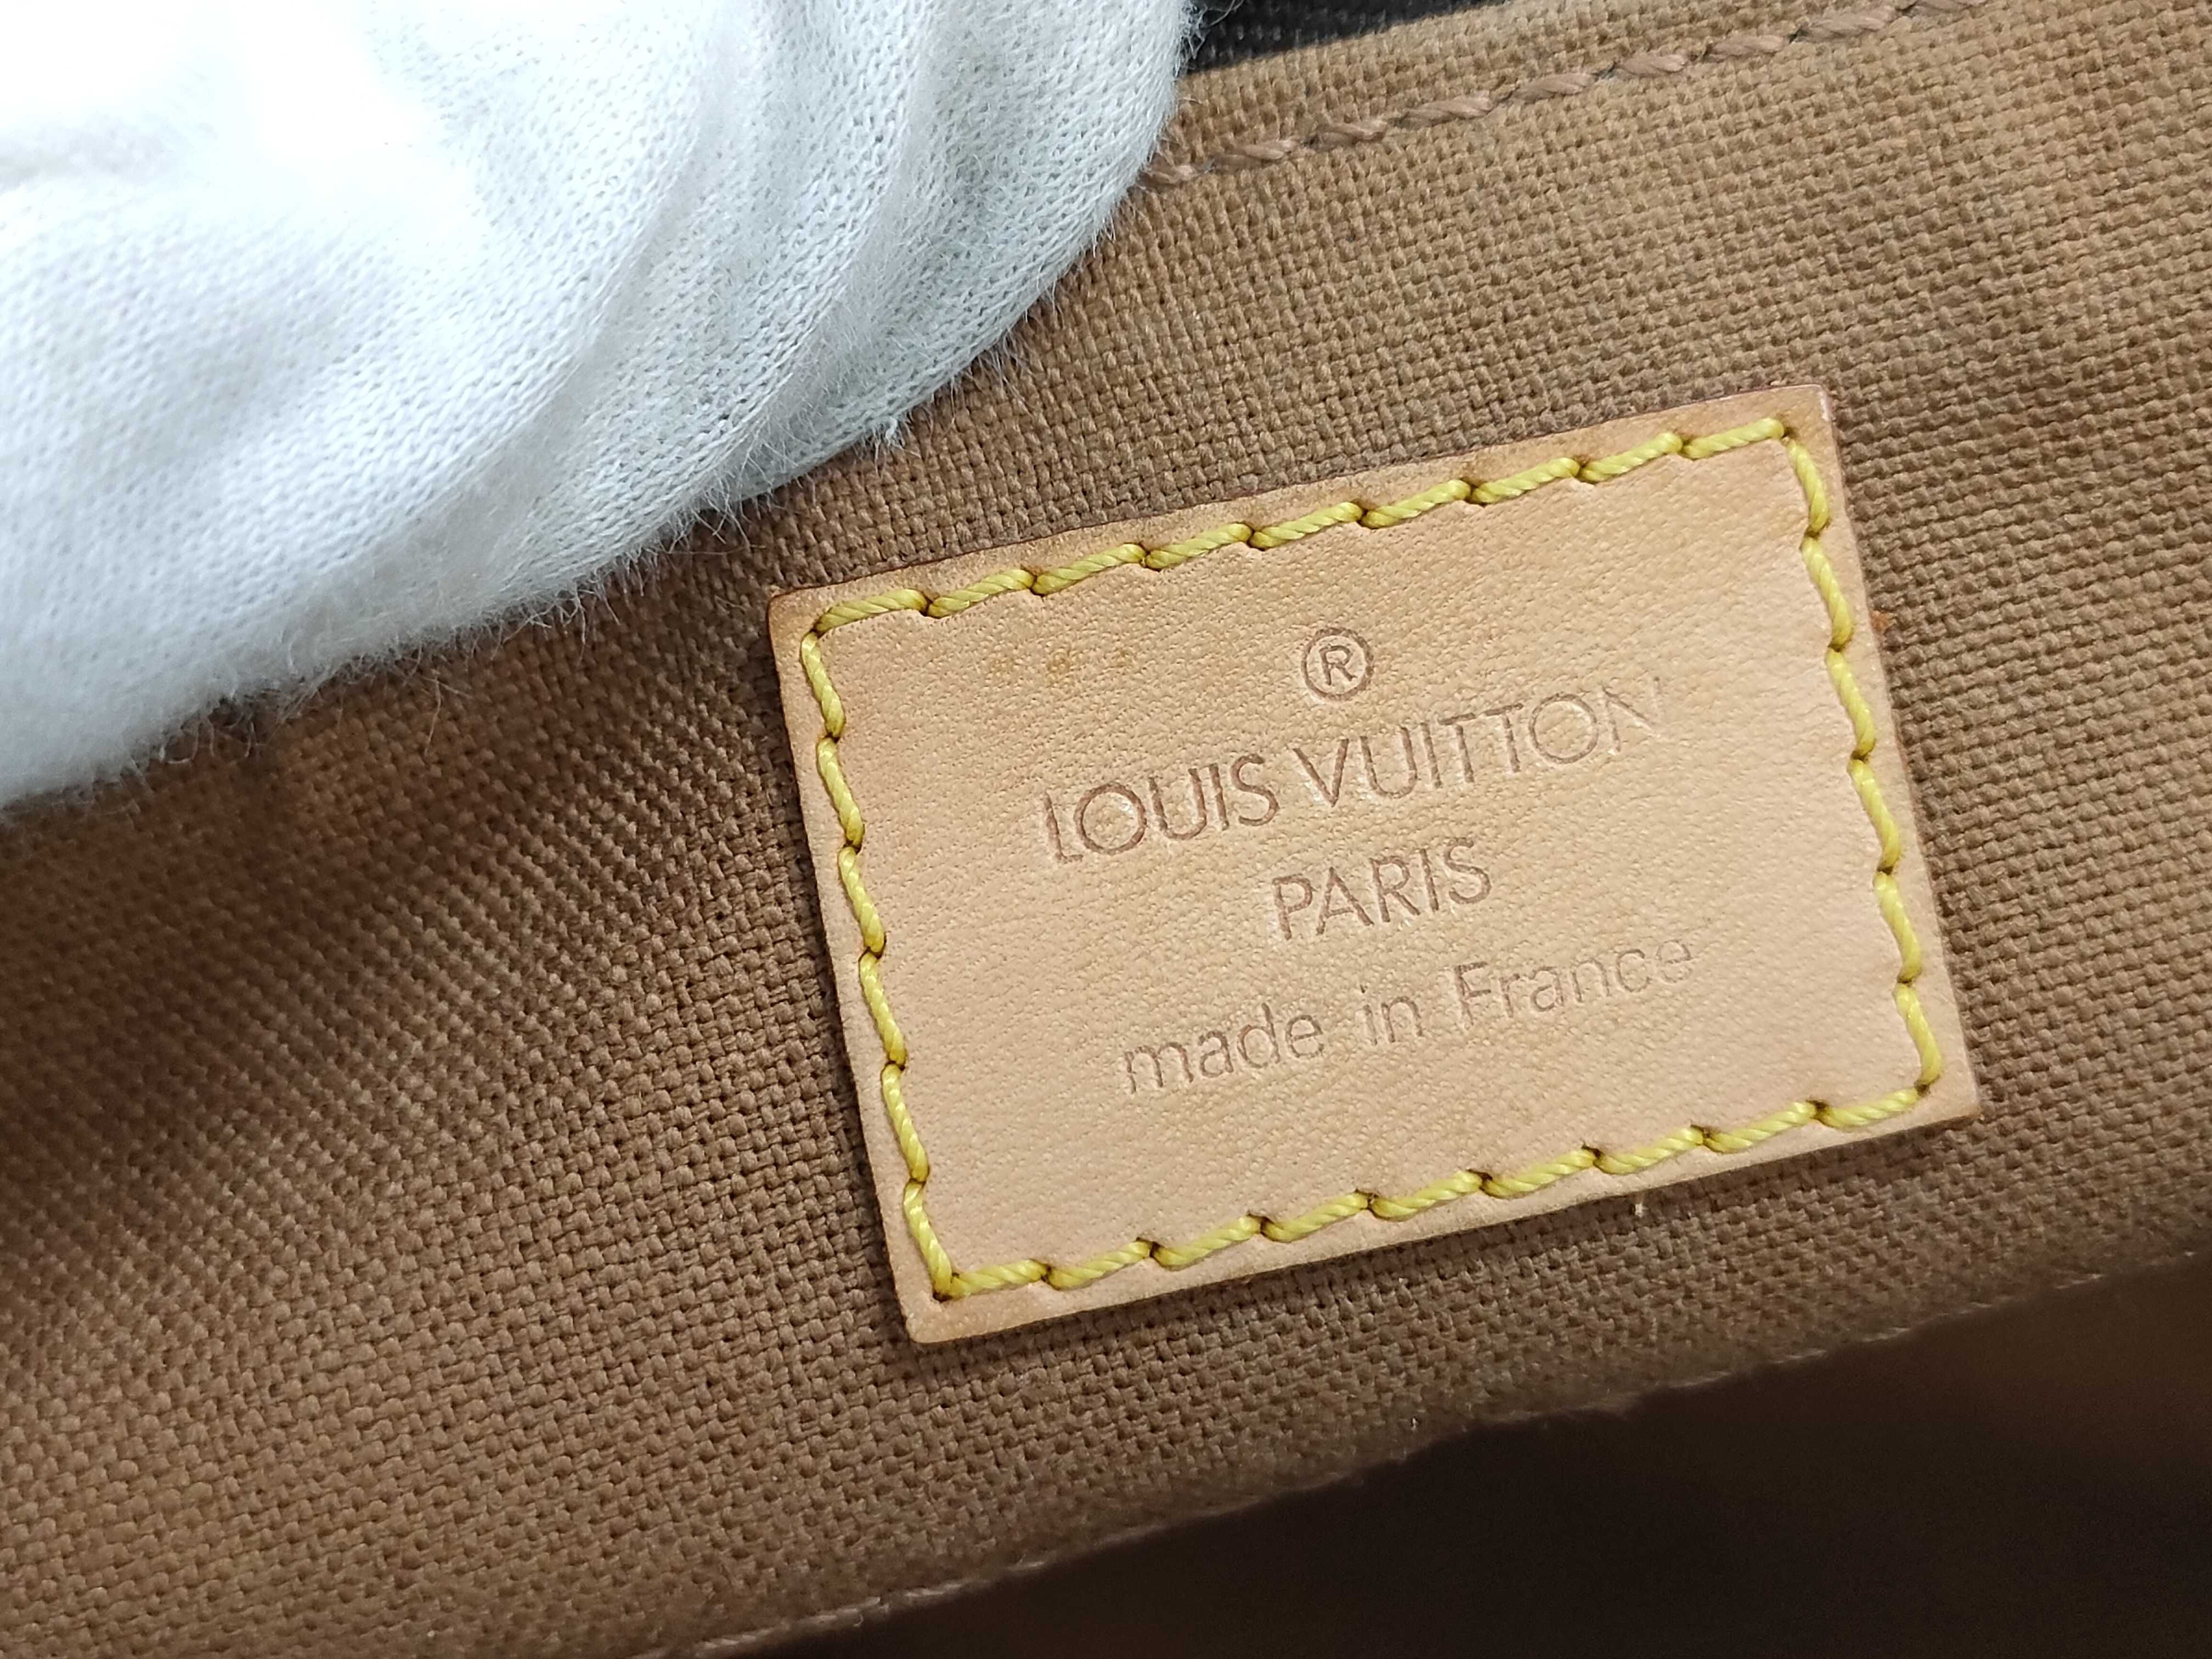 ®
LOUIS VUITTON
PARIS
made in France